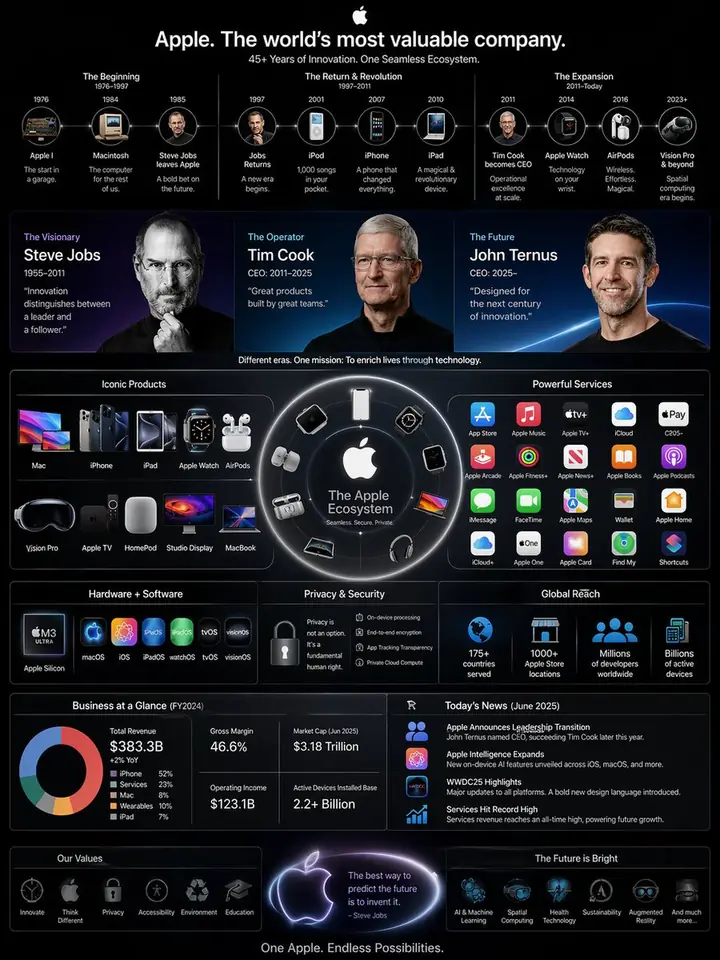 Apple. The world's most valuable company.
45+ Years of Innovation. One Seamless Ecosystem.
The Beginning
1976–1997
1976
Apple I
The start in
a garage.
1984
Macintosh
The computer
for the rest
of us.
1985
Steve Jobs
leaves Apple
A bold bet on
the future.
The Return & Revolution
1997–2011
1997
Jobs
Returns
A new era
begins.
2001
iPod
1,000 songs
in your
pocket.
2007
iPhone
A phone that
changed
everything.
2010
iPad
A magical &
revolutionary
device.
The Expansion
2011–Today
2011
Tim Cook
becomes CEO
Operational
excellence
at scale.
2014
Apple Watch
Technology
on your
wrist.
2016
AirPods
Wireless.
Effortless.
Magical.
2023+
Vision Pro
& beyond
Spatial
computing
era begins.
The Visionary
Steve Jobs
1955–2011
"Innovation
distinguishes between
a leader and
a follower."
The Operator
Tim Cook
CEO: 2011–2025
"Great products
built by great teams."
The Future
John Ternus
CEO: 2025–
"Designed for
the next century
of innovation."
Different eras. One mission: To enrich lives through technology.
Iconic Products
Mac
iPhone
iPad
Apple Watch
AirPods
Vision Pro
Apple TV
HomePod
Studio Display
MacBook
The Apple
Ecosystem
Seamless. Secure. Private.
Powerful Services
tv+
Pay
App Store
Apple Music
Apple TV+
iCloud
C205-
Apple Arcade
Apple Fitness+
Apple News+
Apple Books
Apple Podcasts
iMessage
FaceTime
Apple Maps
Wallet
Apple Home
One
iCloud+
Apple One
Apple Card
Find My
Shortcuts
Hardware + Software
M3
ULTRA
Apple Silicon
iPadOS
tvOS
visionOS
macOS
iOS
iPadOS
watchOS
tvOS
visionOS
Privacy & Security
Privacy is
not an option.
It's a
fundamental
human right.
On-device processing
End-to-end encryption
App Tracking Transparency
Private Cloud Compute
Global Reach
175+
countries
served
1000+
Apple Store
locations
Millions
of developers
worldwide
Billions
of active
devices
Business at a Glance (FY2024)
Total Revenue
$383.3B
+2% YoY
iPhone 52%
Services 23%
Mac 8%
Wearables 10%
iPad 7%
Gross Margin
46.6%
Market Cap (Jun 2025)
$3.18 Trillion
Operating Income
$123.1B
Active Devices Installed Base
2.2+ Billion
Today's News (June 2025)
Apple Announces Leadership Transition
John Ternus named CEO, succeeding Tim Cook later this year.
Apple Intelligence Expands
New on-device AI features unveiled across iOS, macOS, and more.
WWDC25 Highlights
Major updates to all platforms. A bold new design language introduced.
Services Hit Record High
Services revenue reaches an all-time high, powering future growth.
Our Values
Innovate
Think
Different
Privacy
Accessibility
Environment
Education
The best way to
predict the future
is to invent it.
– Steve Jobs
The Future is Bright
AI & Machine
Learning
Spatial
Computing
Health
Technology
Sustainability
Augmented
Reality
And much
more...
One Apple. Endless Possibilities.